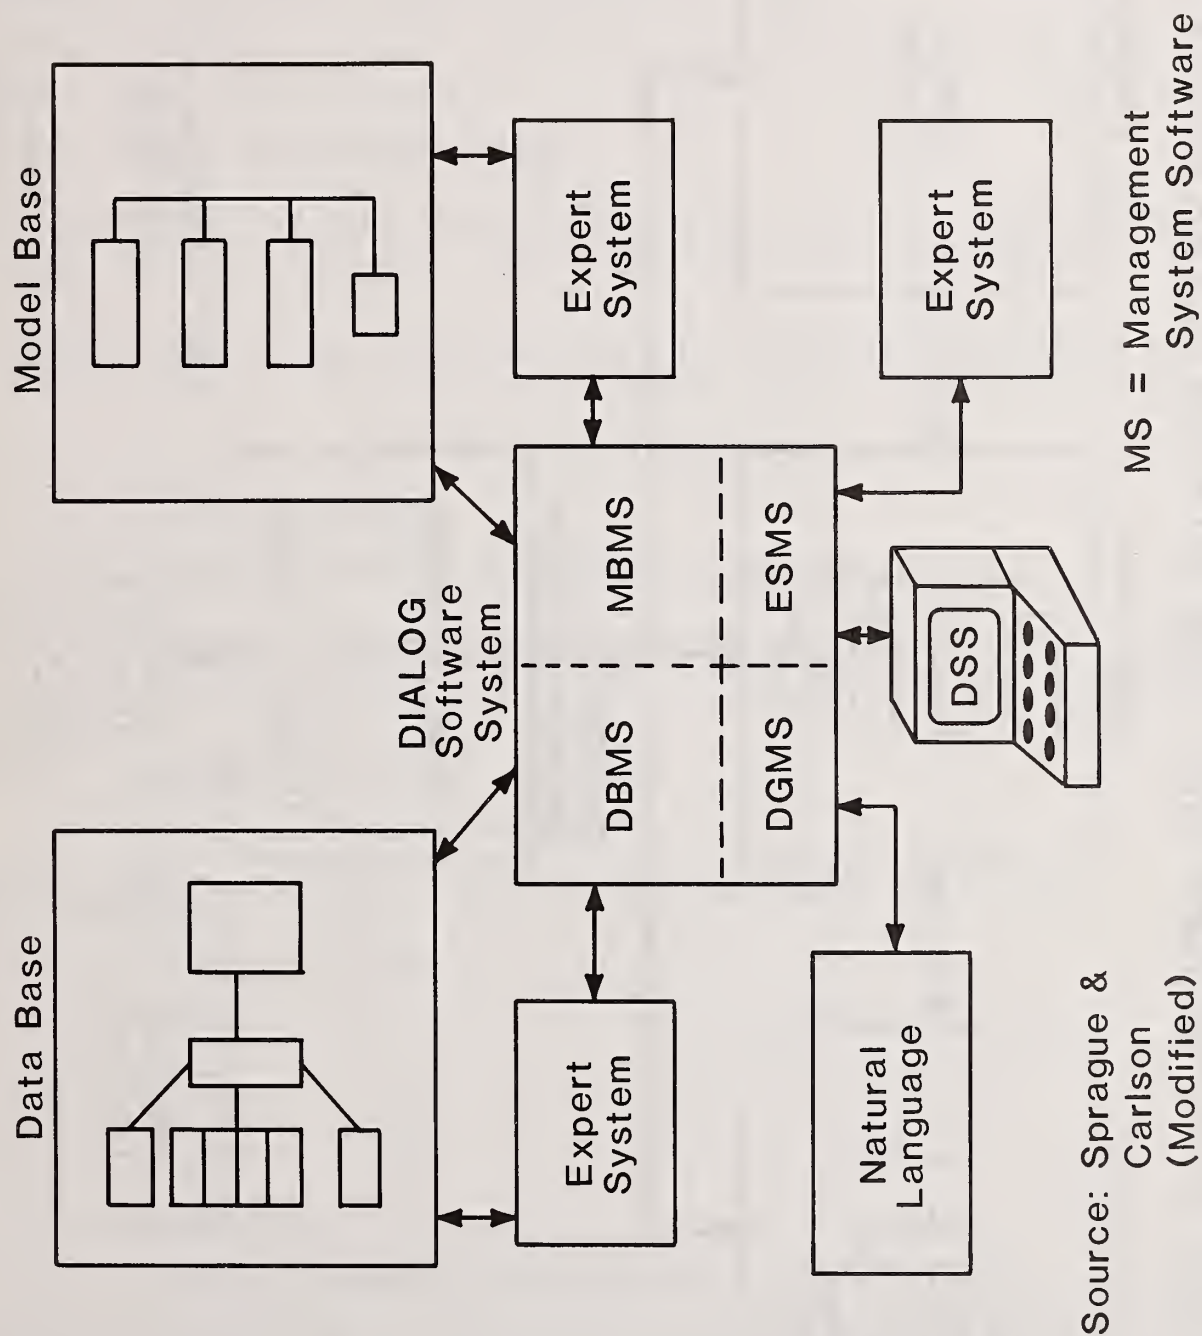 Data Base
Model Base
DIALOG
Software
System
Expert
System
DBMS
MBMS
Expert
System
DGMS
ESMS
Natural
Language
DSS
Expert
System
Source: Sprague &
Carlson
(Modified)
MS = Management
System Software